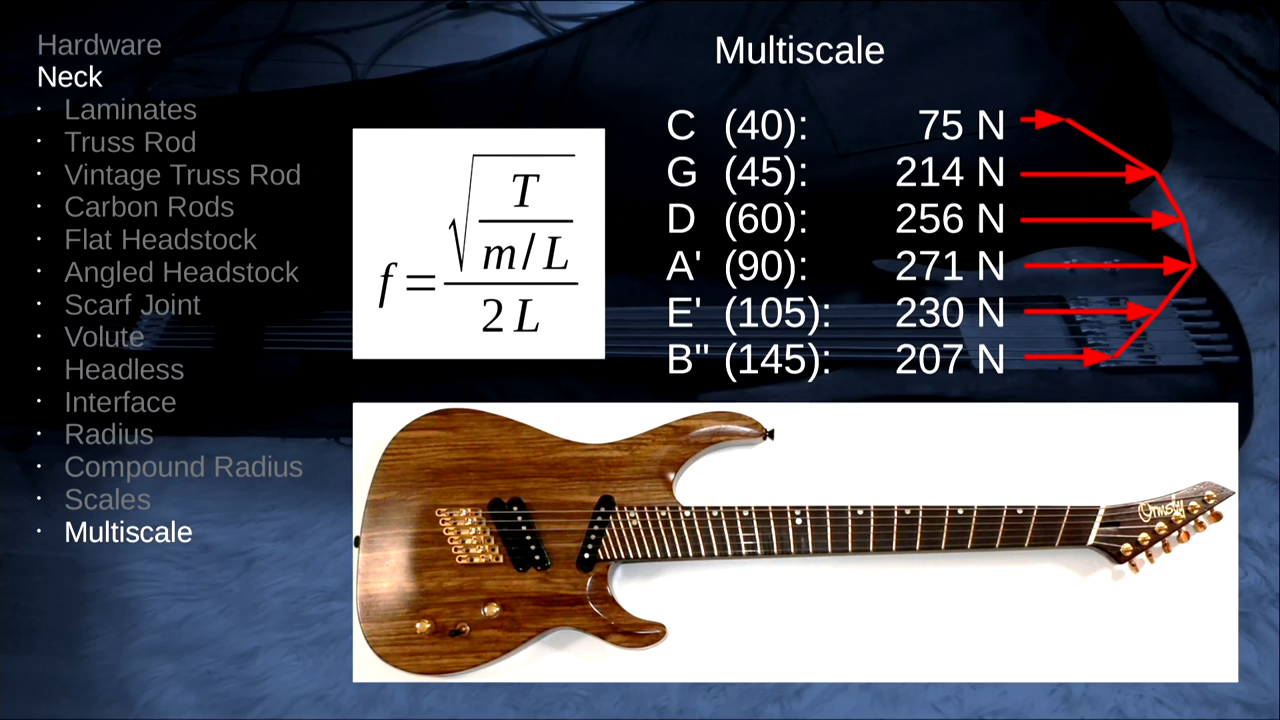 Hardware
Neck
· Laminates
· Truss Rod
· Vintage Truss Rod
· Carbon Rods
· Flat Headstock
· Angled Headstock
· Scarf Joint
· Volute
· Headless
· Interface
· Radius
· Compound Radius
· Scales
· Multiscale
Multiscale
f = √(T / (m/L)) / 2L
C (40): 75 N
G (45): 214 N
D (60): 256 N
A' (90): 271 N
E' (105): 230 N
B" (145): 207 N
Ormsby